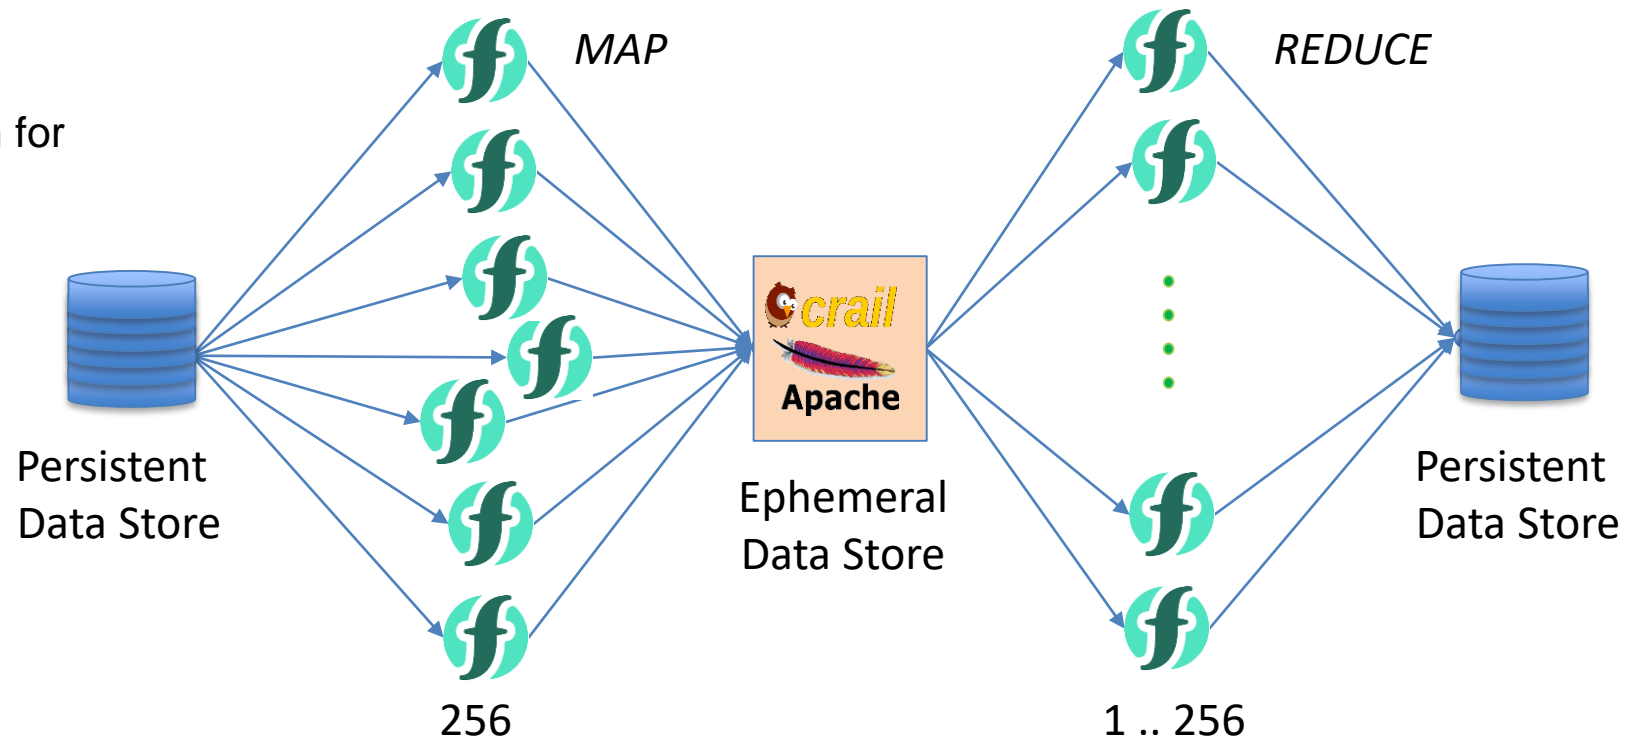 MAP
REDUCE
for
crail
Apache
Persistent
Data Store
Ephemeral
Data Store
Persistent
Data Store
256
1 .. 256